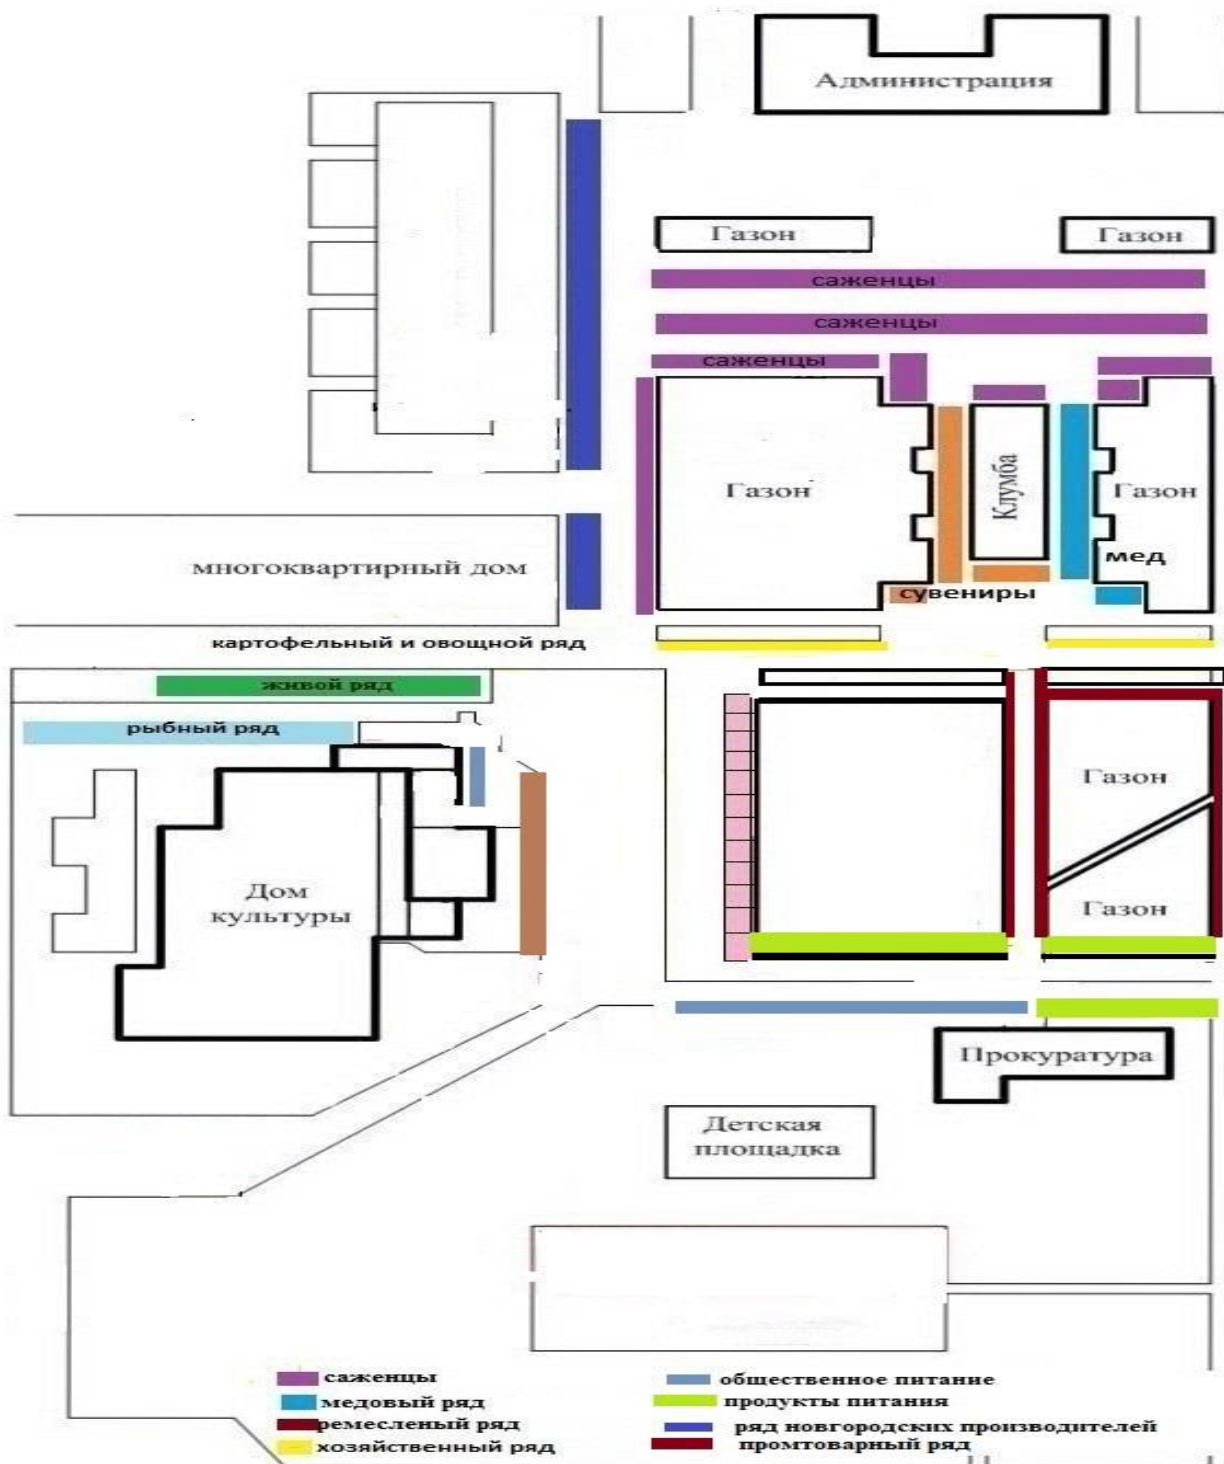 Администрация
Газон
Газон
саженцы
саженцы
саженцы
Газон
Клумба
Газон
мед
многоквартирный дом
сувениры
картофельный и овощной ряд
живой ряд
рыбный ряд
Газон
Дом
культуры
Газон
Прокуратура
Детская
площадка
саженцы
медовый ряд
ремесленый ряд
хозяйственный ряд
общественное питание
продукты питания
ряд новгородских производителей
промтоварный ряд